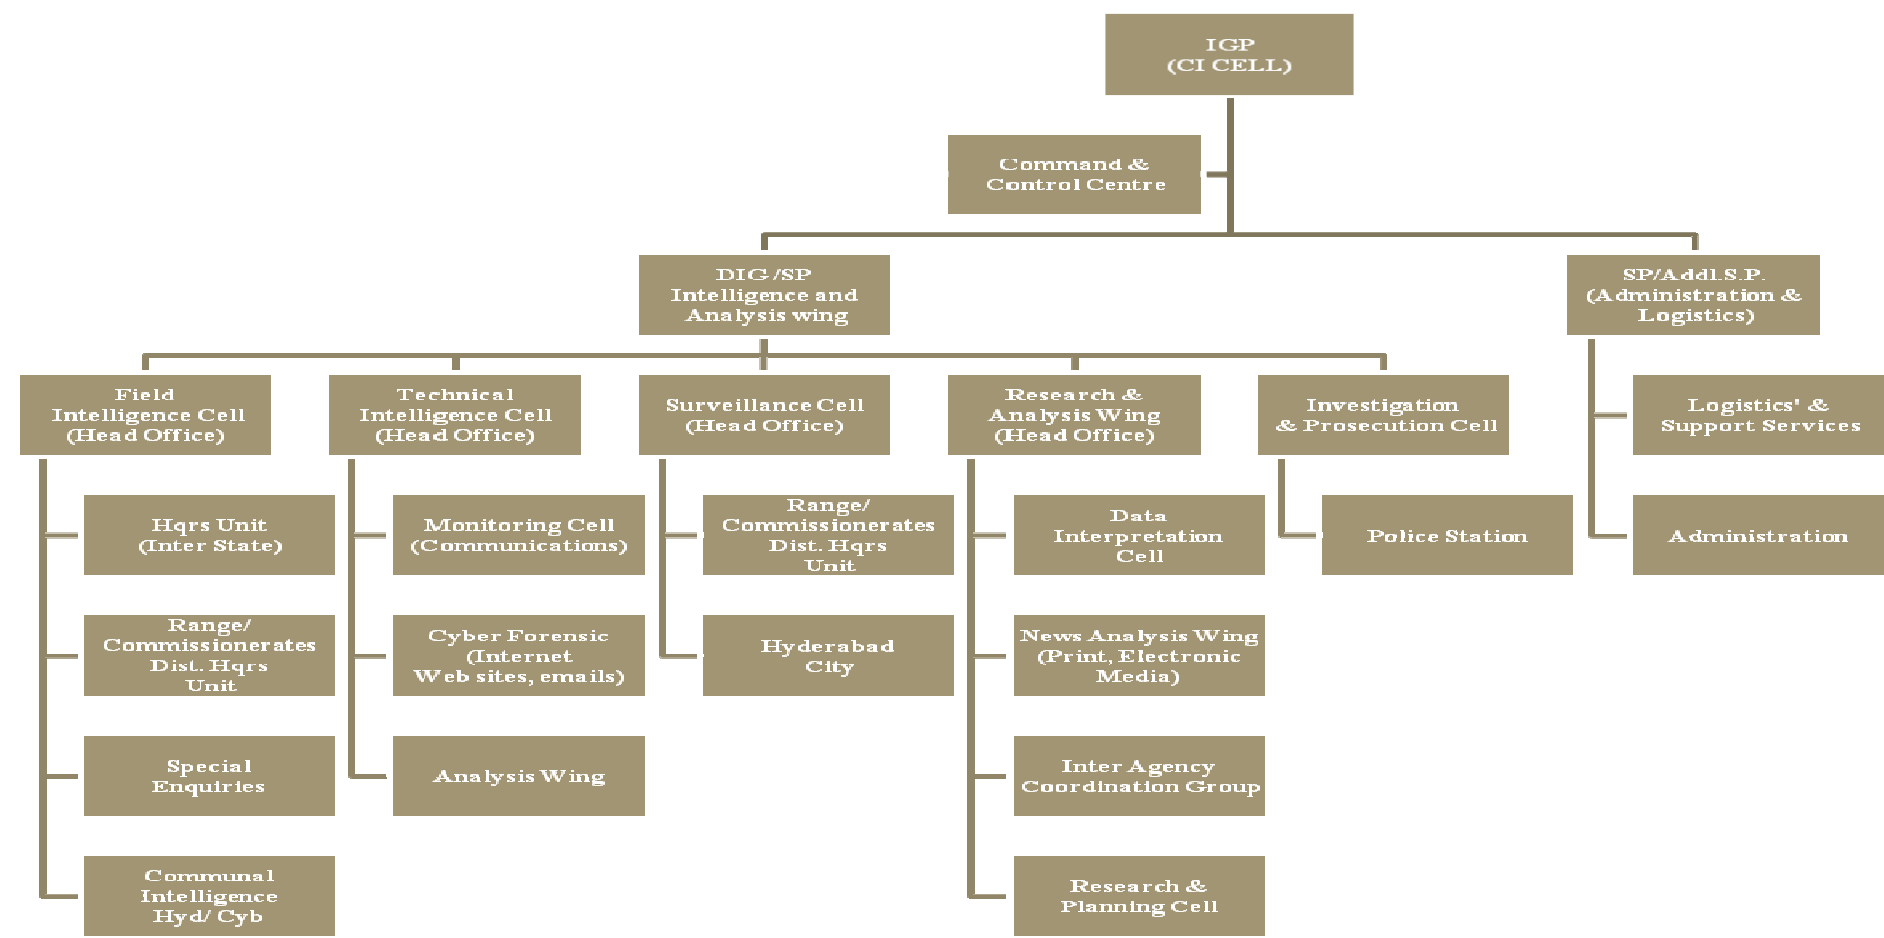 IGP
(CI CELL)
Command &
Control Centre
DIG /SP
Intelligence and
Analysis wing
SP/Addl.S.P.
(Administration &
Logistics)
Field
Intelligence Cell
(Head Office)
Technical
Intelligence Cell
(Head Office)
Surveillance Cell
(Head Office)
Research &
Analysis Wing
(Head Office)
Investigation
& Prosecution Cell
Logistics' &
Support Services
Hqrs Unit
(Inter State)
Monitoring Cell
(Communications)
Range/
Commissionerates
Dist. Hqrs
Unit
Data
Interpretation
Cell
Police Station
Administration
Range/
Commissionerates
Dist. Hqrs
Unit
Cyber Forensic
(Internet
Web sites, emails)
Hyderabad
City
News Analysis Wing
(Print, Electronic
Media)
Special
Enquiries
Analysis Wing
Inter Agency
Coordination Group
Communal
Intelligence
Hyd/ Cyb
Research &
Planning Cell